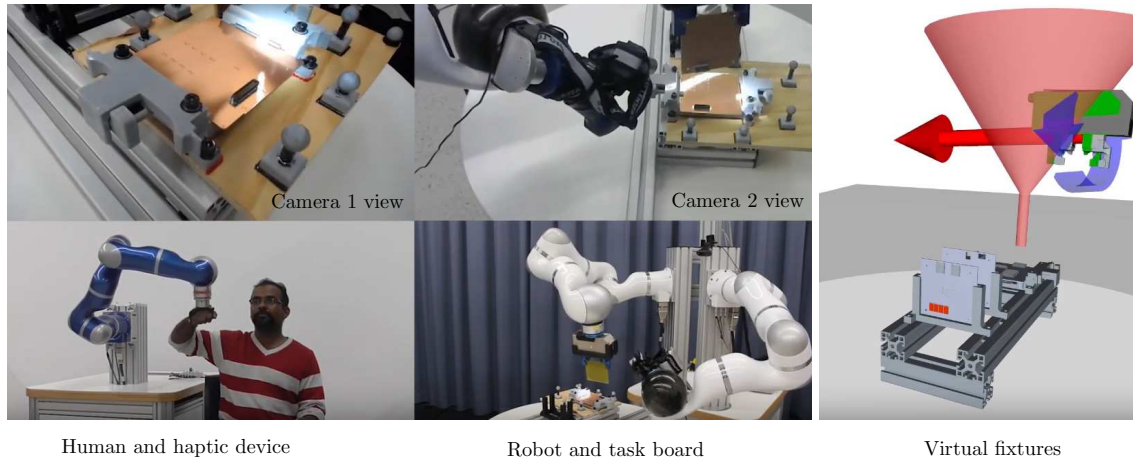 Camera 1 view
Camera 2 view
Human and haptic device
Robot and task board
Virtual fixtures